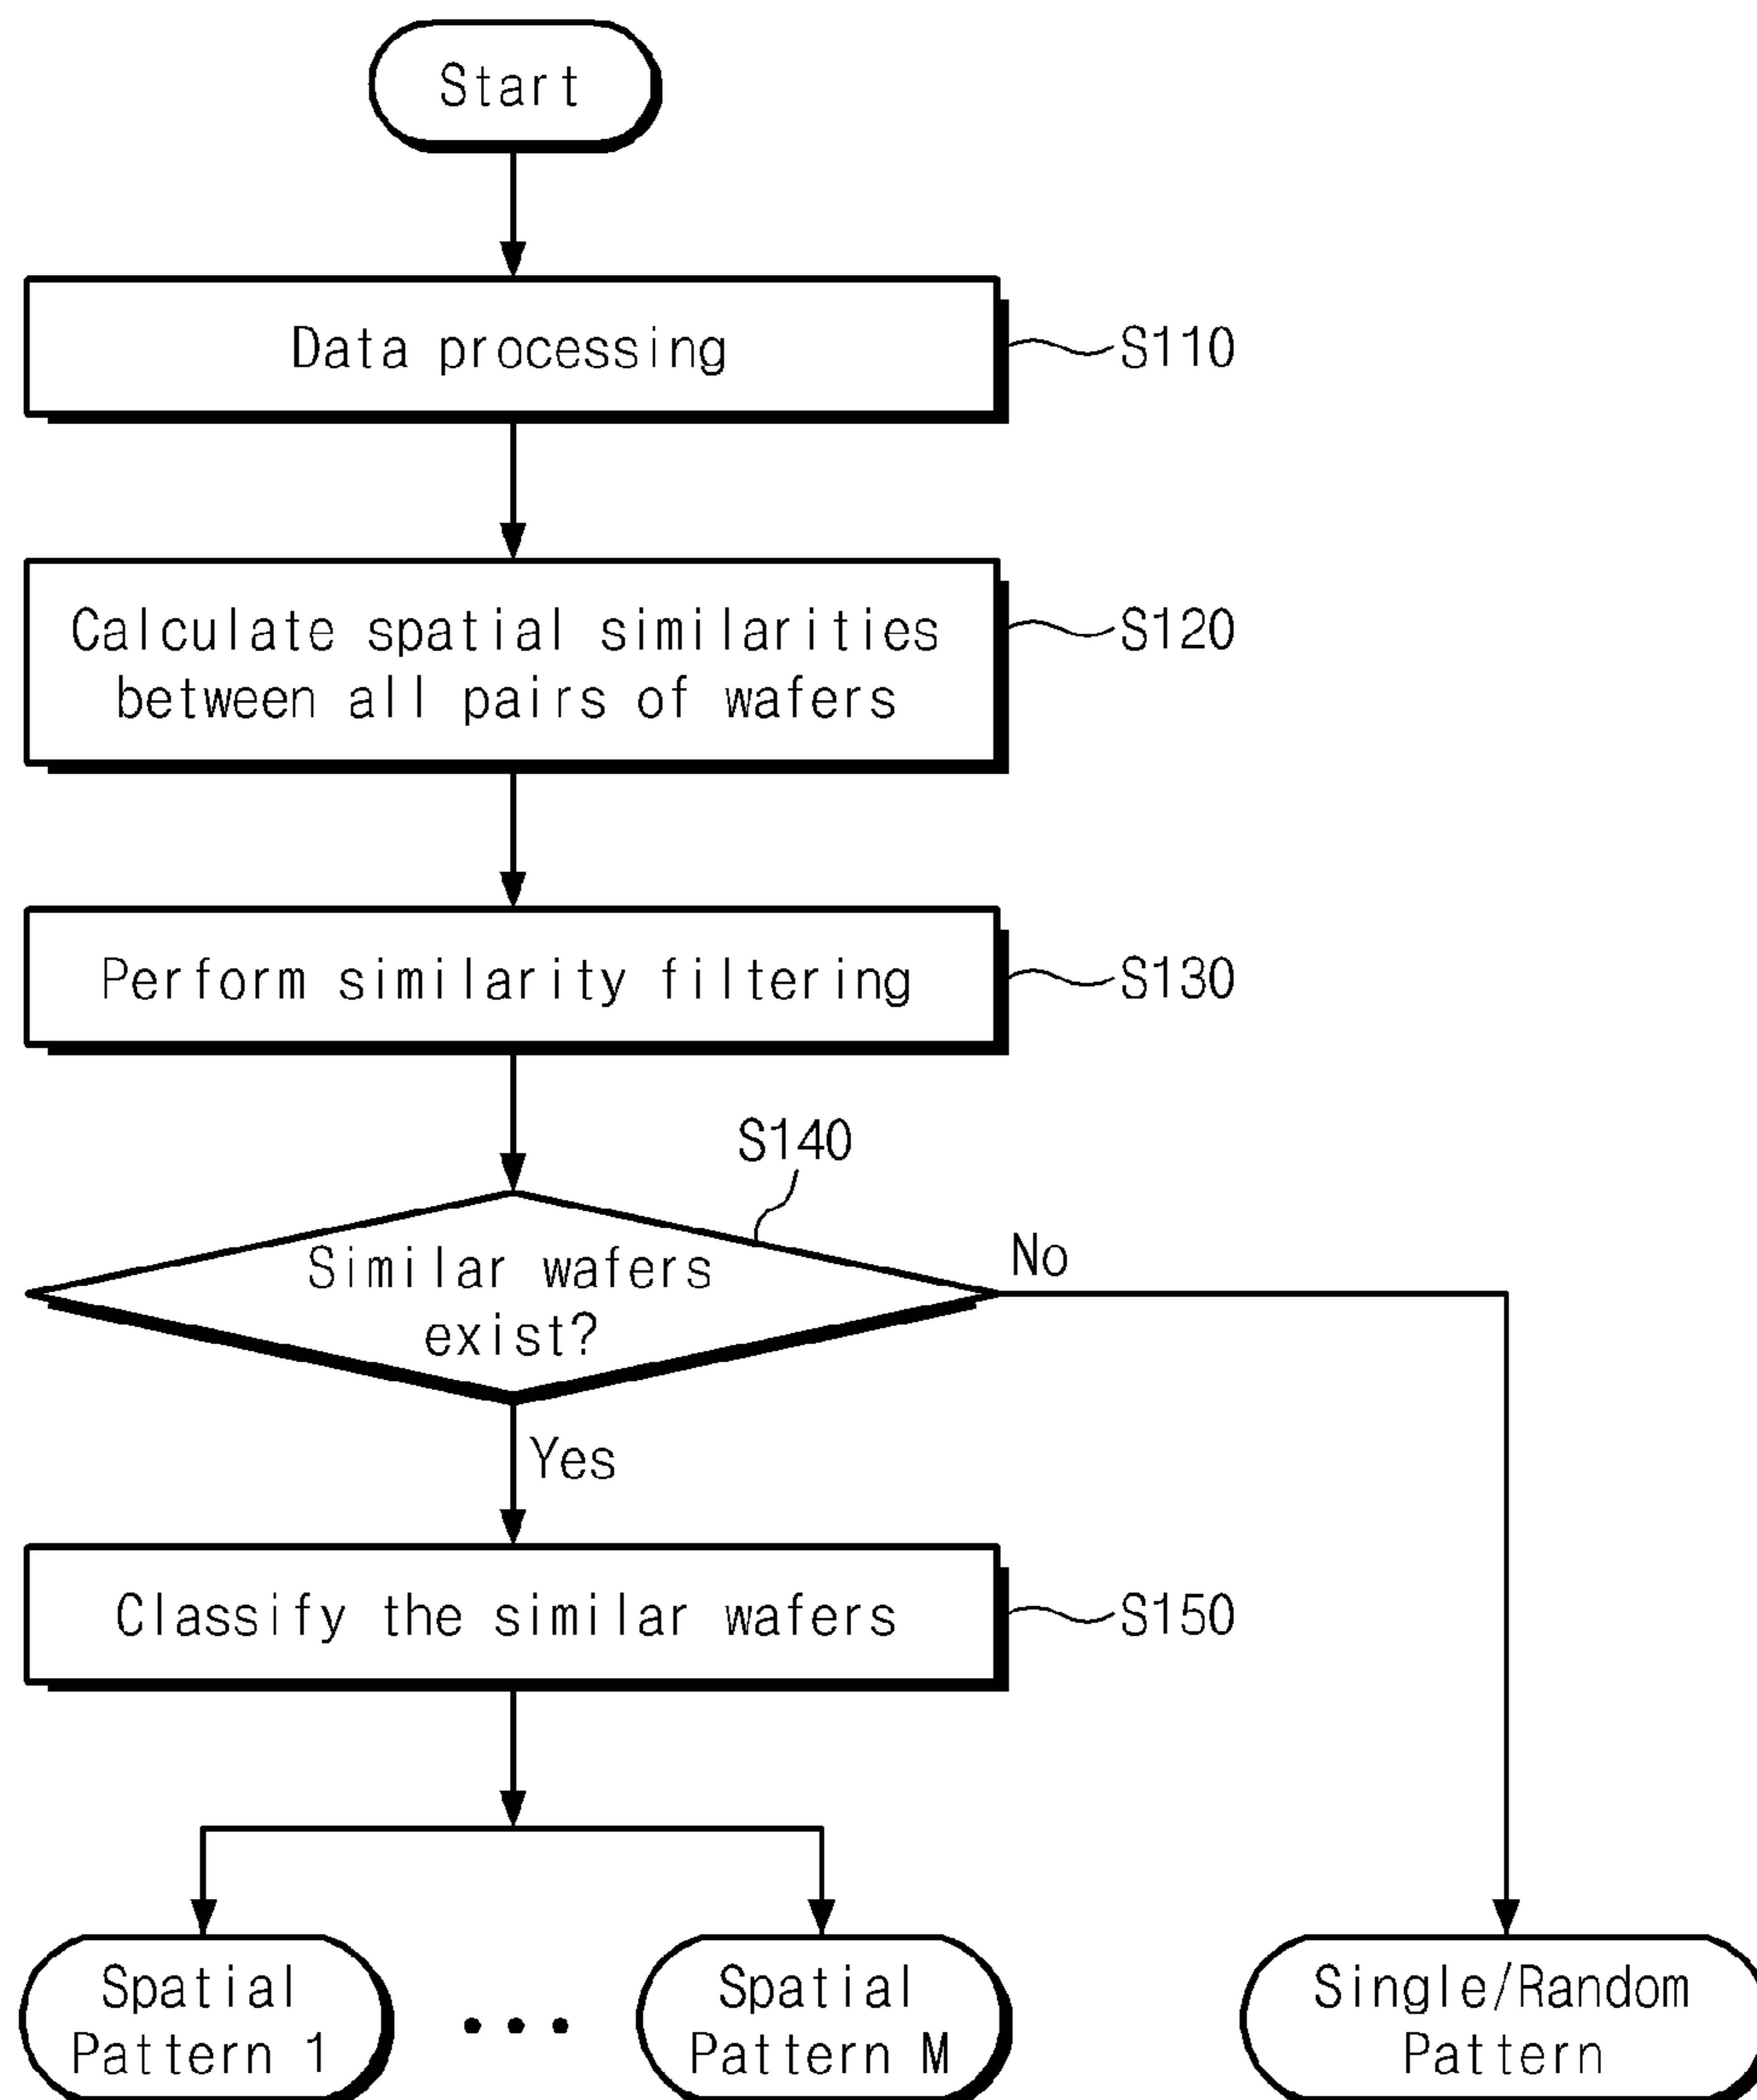 Start
Data processing
S110
Calculate spatial similarities
between all pairs of wafers
S120
Perform similarity filtering
S130
S140
Similar wafers
exist?
No
Yes
Classify the similar wafers
S150
Spatial
Pattern 1
Spatial
Pattern M
Single/Random
Pattern